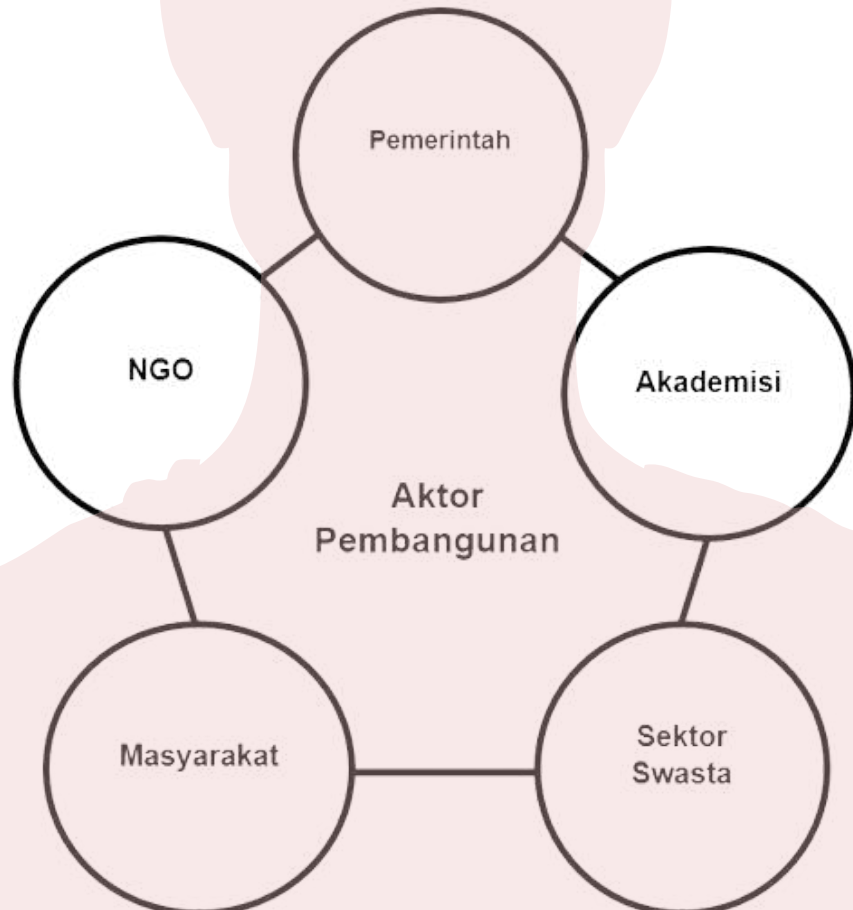 Pemerintah
NGO
Akademisi
Aktor
Pembangunan
Masyarakat
Sektor
Swasta